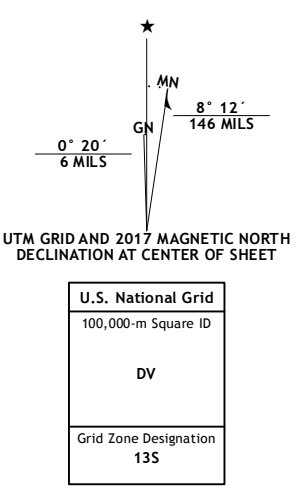 ★
MN
GN
8° 12´
146 MILS
0° 20´
6 MILS
UTM GRID AND 2017 MAGNETIC NORTH
DECLINATION AT CENTER OF SHEET
U.S. National Grid
100,000-m Square ID
DV
Grid Zone Designation
13S